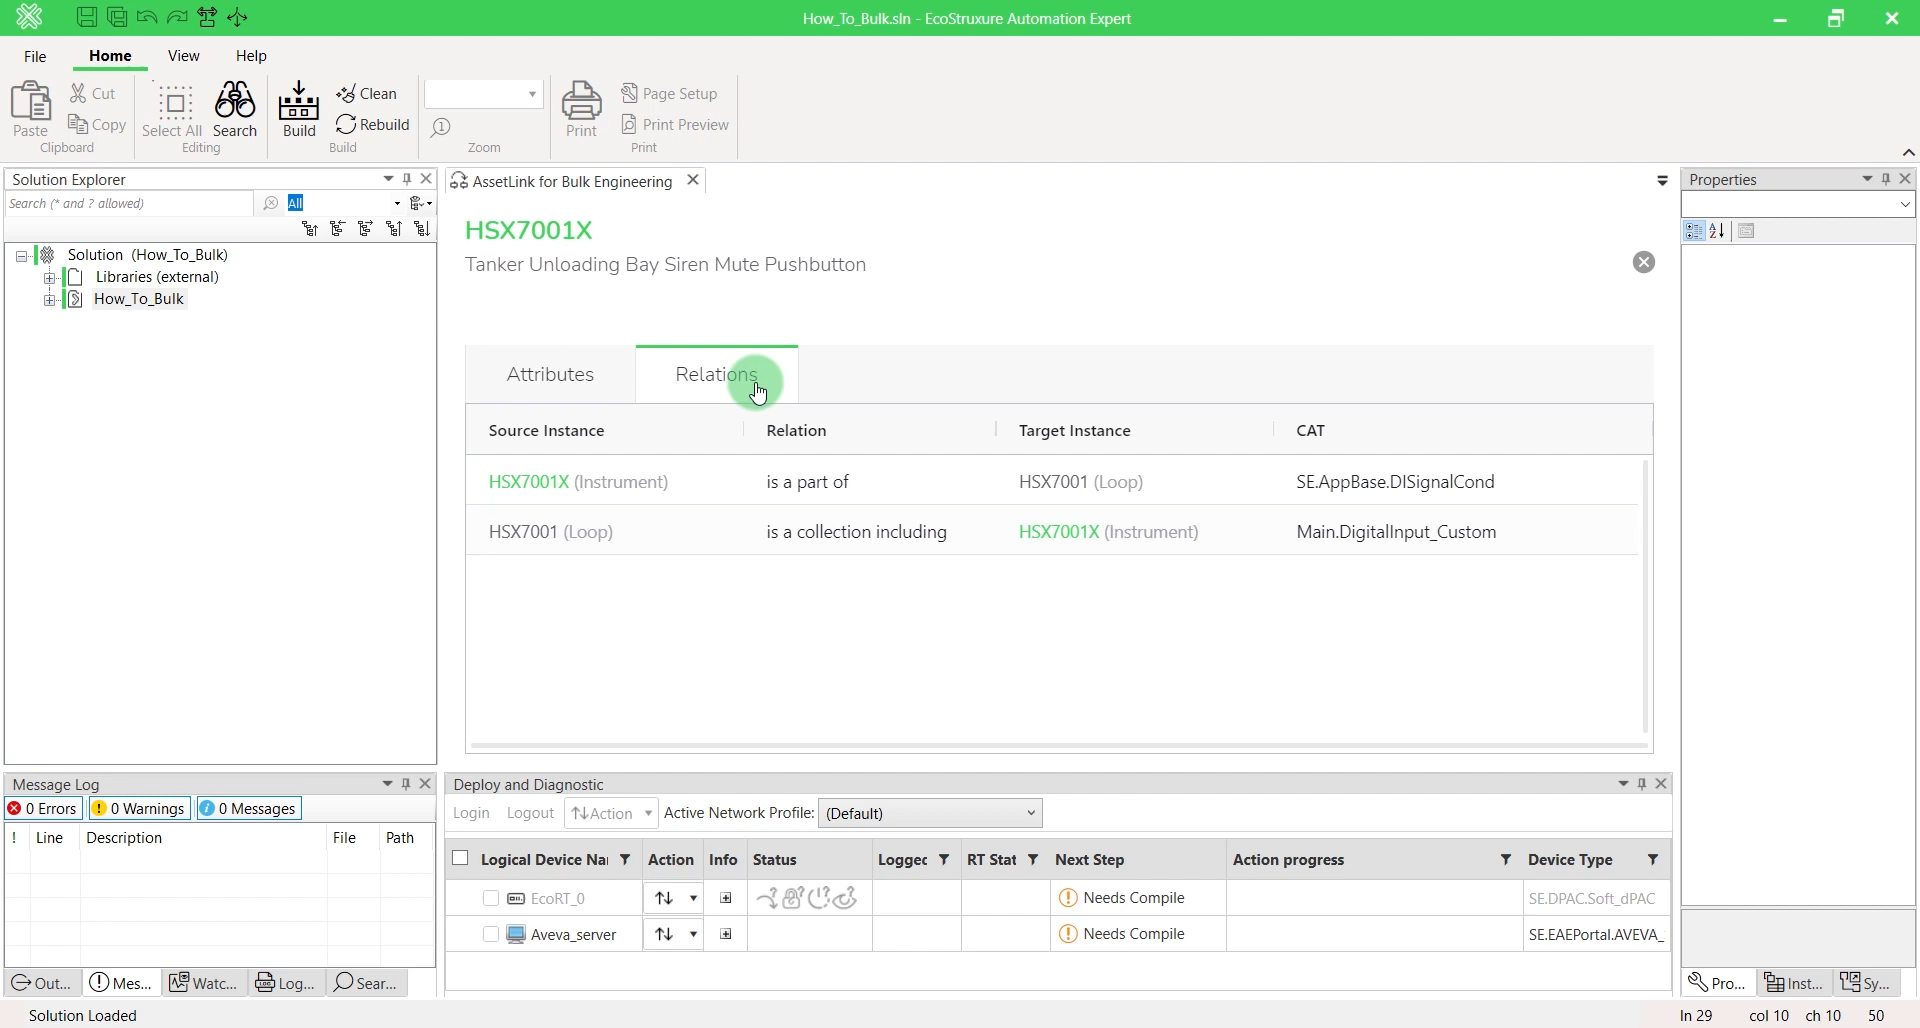 How_To_Bulk.sln - EcoStruxure Automation Expert
File Home View Help
Paste Cut Copy Select All Search Build Clean Rebuild Print Page Setup Print Preview
Clipboard Editing Build Zoom Print
Solution Explorer
Search (* and ? allowed) All
Solution (How_To_Bulk)
Libraries (external)
How_To_Bulk
AssetLink for Bulk Engineering
HSX7001X
Tanker Unloading Bay Siren Mute Pushbutton
Attributes Relations
Source Instance Relation Target Instance CAT
HSX7001X (Instrument) is a part of HSX7001 (Loop) SE.AppBase.DISignalCond
HSX7001 (Loop) is a collection including HSX7001X (Instrument) Main.DigitalInput_Custom
Properties
Message Log
0 Errors 0 Warnings 0 Messages
! Line Description File Path
Out... Mes... Watc... Log... Sear...
Deploy and Diagnostic
Login Logout Action Active Network Profile: (Default)
Logical Device Nar Action Info Status Loggec RT Stat Next Step Action progress Device Type
EcoRT_0 Needs Compile SE.DPAC.Soft_dPAC
Aveva_server Needs Compile SE.EAEPortal.AVEVA_
Pro... Inst... Sy...
Solution Loaded ln 29 col 10 ch 10 50